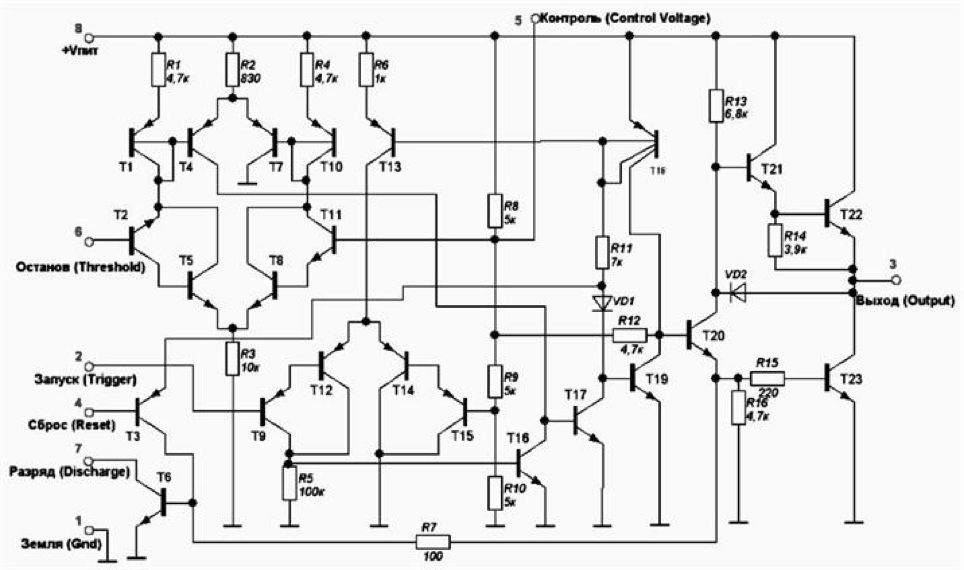 5 Контроль (Control Voltage)
8
+Vпит
R1 4,7к
R2 830
R4 4,7к
R6 1к
R13 6,8к
T1
T4
T7
T10
T13
T18
T21
T22
R8 5к
R14 3,9к
T2
T11
6
Останов (Threshold)
T5
T8
R11 7к
3
Выход (Output)
VD1
VD2
R12 4,7к
T20
2
Запуск (Trigger)
R3 10к
T12
T14
R9 5к
R15 220
T23
4
Сброс (Reset)
T3
T9
T15
T17
T19
R16 4,7к
7
Разряд (Discharge)
T6
R5 100к
T16
R10 5к
1
Земля (Gnd)
R7 100